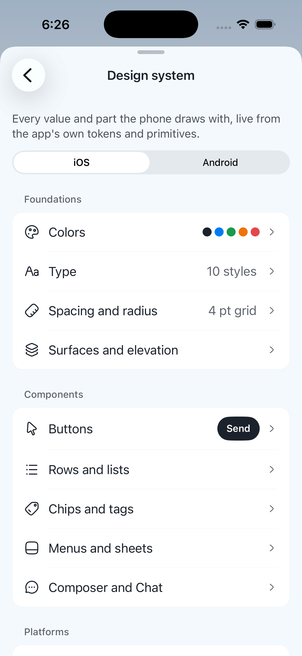 6:26
Design system
Every value and part the phone draws with, live from
the app's own tokens and primitives.
iOS
Android
Foundations
Colors
Aa Type 10 styles
Spacing and radius 4 pt grid
Surfaces and elevation
Components
Buttons Send
Rows and lists
Chips and tags
Menus and sheets
Composer and Chat
Platforms